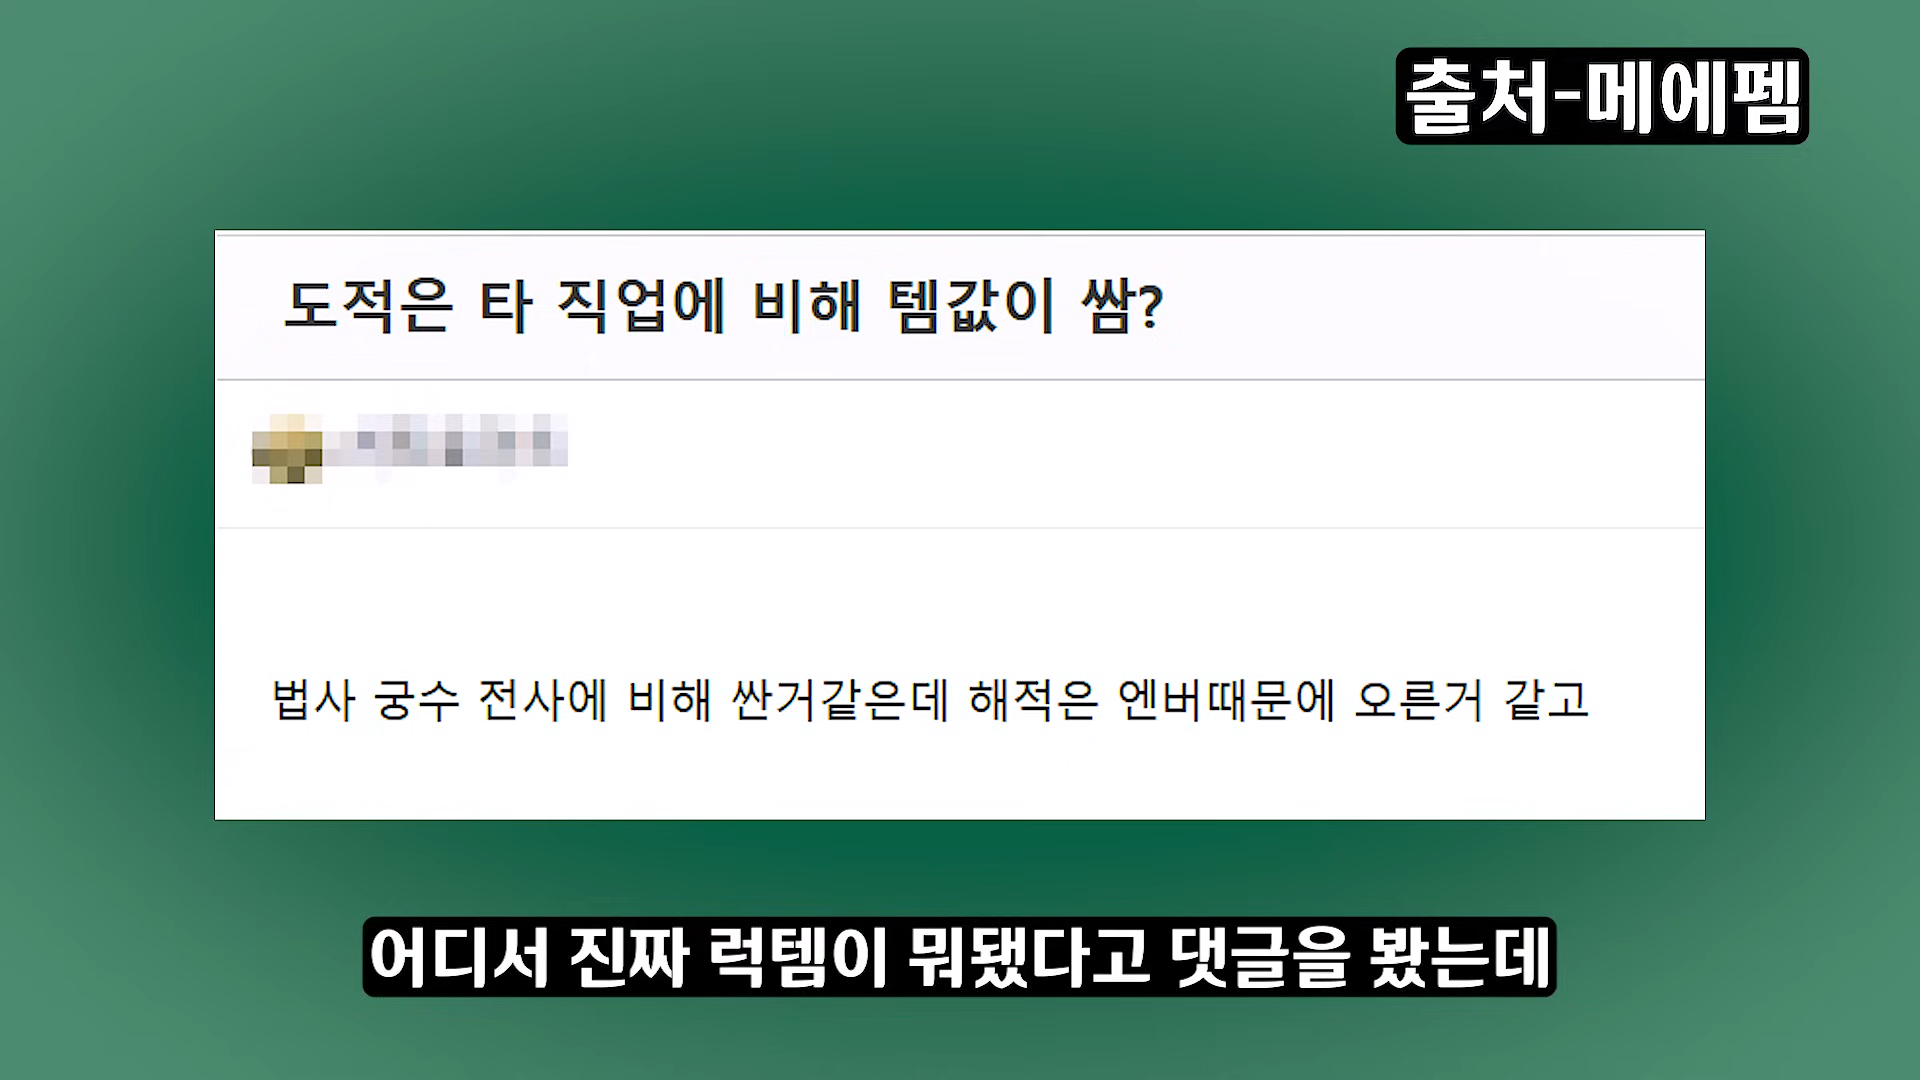 출처-메에펨
도적은 타 직업에 비해 템값이 쌈?
법사 궁수 전사에 비해 싼거같은데 해적은 엔버때문에 오른거 같고
어디서 진짜 럭템이 뭐됐다고 댓글을 봤는데